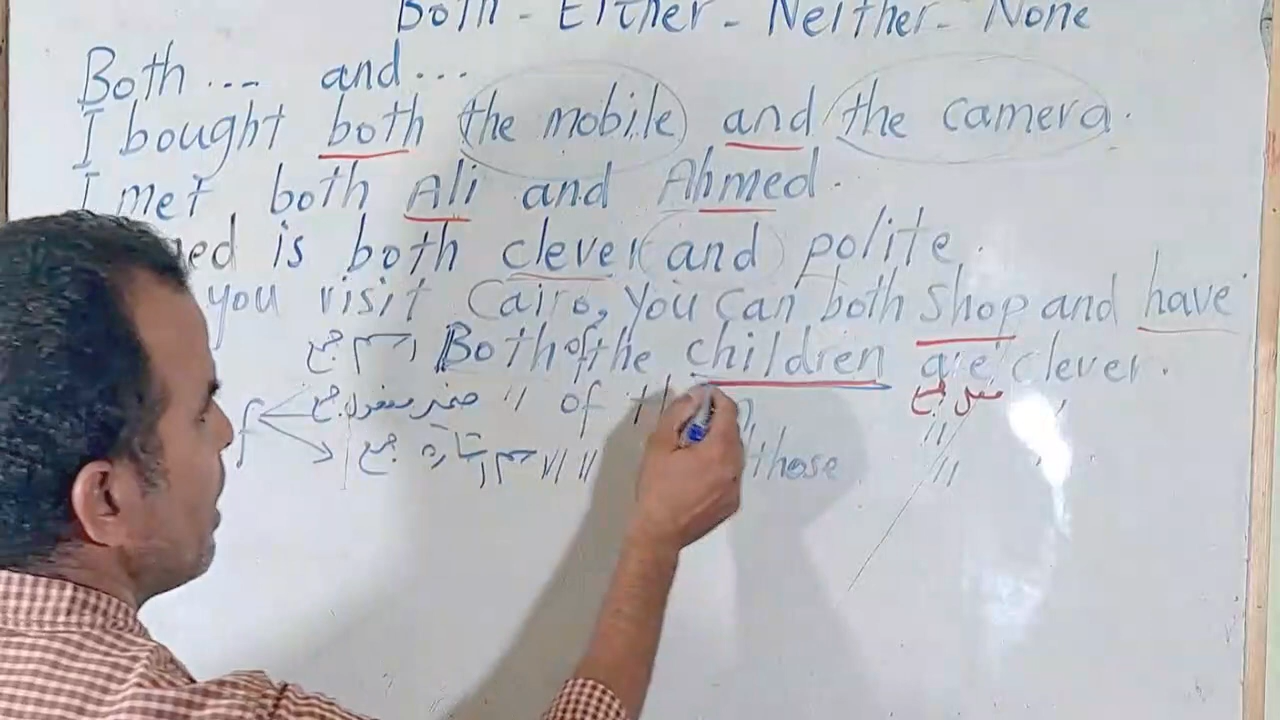 Both - Either - Neither - None
Both ... and ...
I bought both the mobile and the camera.
I met both Ali and Ahmed.
is both clever and polite.
you visit Cairo, you can both shop and have
اسم جمع Both of the children are clever.
ضمير مفعول جمع " of فعل جمع "
اسم إشارة جمع " those " "